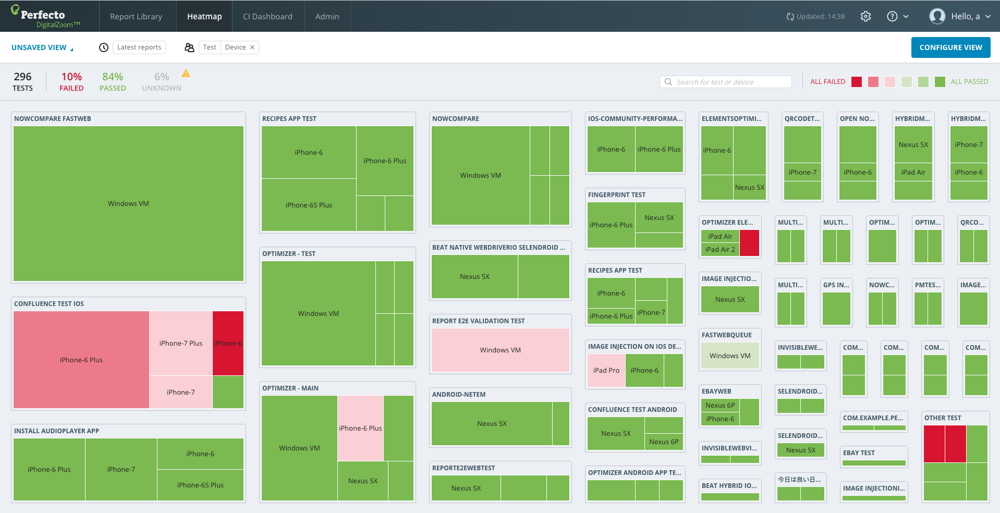 Perfecto
DigitalZoom™
Report Library
Heatmap
CI Dashboard
Admin
Updated: 14:38
?
Hello, a
UNSAVED VIEW
Latest reports
Test
Device ×
CONFIGURE VIEW
296
TESTS
10%
FAILED
84%
PASSED
6%
UNKNOWN
Search for test or device
ALL FAILED
ALL PASSED
NOWCOMPARE FASTWEB
Windows VM
CONFLUENCE TEST IOS
iPhone-6 Plus
iPhone-7 Plus
iPhone-6
iPhone-7
INSTALL AUDIOPLAYER APP
iPhone-6 Plus
iPhone-7
iPhone-6
iPhone-6S Plus
RECIPES APP TEST
iPhone-6
iPhone-6 Plus
iPhone-6S Plus
OPTIMIZER - TEST
Windows VM
OPTIMIZER - MAIN
Windows VM
iPhone-6 Plus
Nexus 5X
NOWCOMPARE
Windows VM
BEAT NATIVE WEBDRIVERIO SELENDROID ...
Nexus 5X
REPORT E2E VALIDATION TEST
Windows VM
ANDROID-NETEM
Nexus 5X
REPORTE2EWEBTEST
Nexus 5X
IOS-COMMUNITY-PERFORMA...
iPhone-6
iPhone-6 Plus
FINGERPRINT TEST
iPhone-6 Plus
Nexus 5X
RECIPES APP TEST
iPhone-6
iPhone-6 Plus
iPhone-7
IMAGE INJECTION ON IOS DE...
iPad Pro
iPhone-6
CONFLUENCE TEST ANDROID
Nexus 5X
Nexus 6P
OPTIMIZER ANDROID APP TE...
ELEMENTSOPTIMI...
iPhone-6
Nexus 5X
QRCODET...
iPhone-7
OPEN NO...
iPhone-6
HYBRIDM...
Nexus 5X
iPad Air
HYBRIDM...
iPhone-7
iPhone-6
OPTIMIZER ELE...
iPad Air
iPad Air 2
MULTI...
MULTI...
OPTIM...
OPTIM...
QRCO...
IMAGE INJECTIO...
Nexus 5X
MULTI...
GPS IN...
NOWC...
PMTES...
IMAGE...
FASTWEBQUEUE
Windows VM
INVISIBLEWE...
COM...
COM...
COM...
COM...
EBAYWEB
Nexus 6P
iPhone-6
SELENDROID...
COM.EXAMPLE.PE...
OTHER TEST
SELENDROID...
Nexus 5X
INVISIBLEWEBVI...
EBAY TEST
BEAT HYBRID IO...
今日は良い日...
IMAGE INJECTIONI...